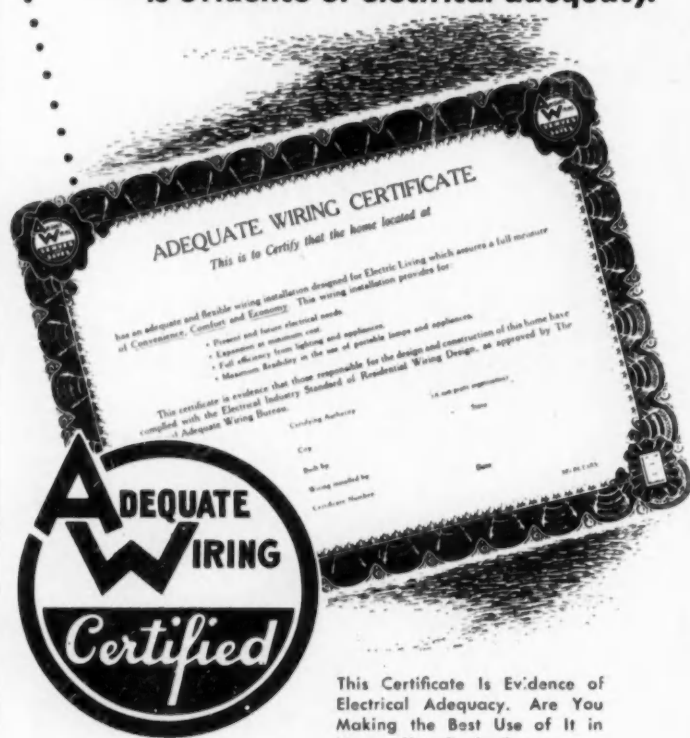 is evidence of electrical adequacy.
ADEQUATE WIRING CERTIFICATE
This is to Certify that the home located at
has an adequate and flexible wiring installation designed for Electric Living which assures a full measure
of Convenience, Comfort and Economy. This wiring installation provides for:
• Present and future electrical needs.
• Expansion at minimum cost.
• Full efficiency from lighting and appliances.
• Maximum flexibility in the use of portable lamps and appliances.
This certificate is evidence that those responsible for the design and construction of this home have
complied with the Electrical Industry Standard of Residential Wiring Design, as approved by The
Adequate Wiring Bureau.
Certifying Authority
City
State
Built by
Wiring installed by
Date
Certificate Number
ADEQUATE
WIRING
Certified
This Certificate Is Evidence of
Electrical Adequacy. Are You
Making the Best Use of It in